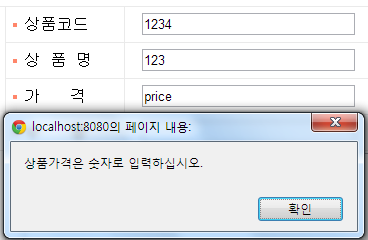 상품코드 1234
상 품 명 123
가 격 price
localhost:8080의 페이지 내용:
상품가격은 숫자로 입력하십시오.
확인